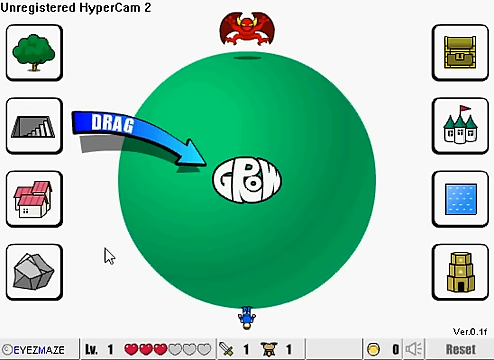 Unregistered HyperCam 2
DRAG
GROW
Ver.0.1f
©EYEZMAZE Lv. 1 1 1 0 Reset